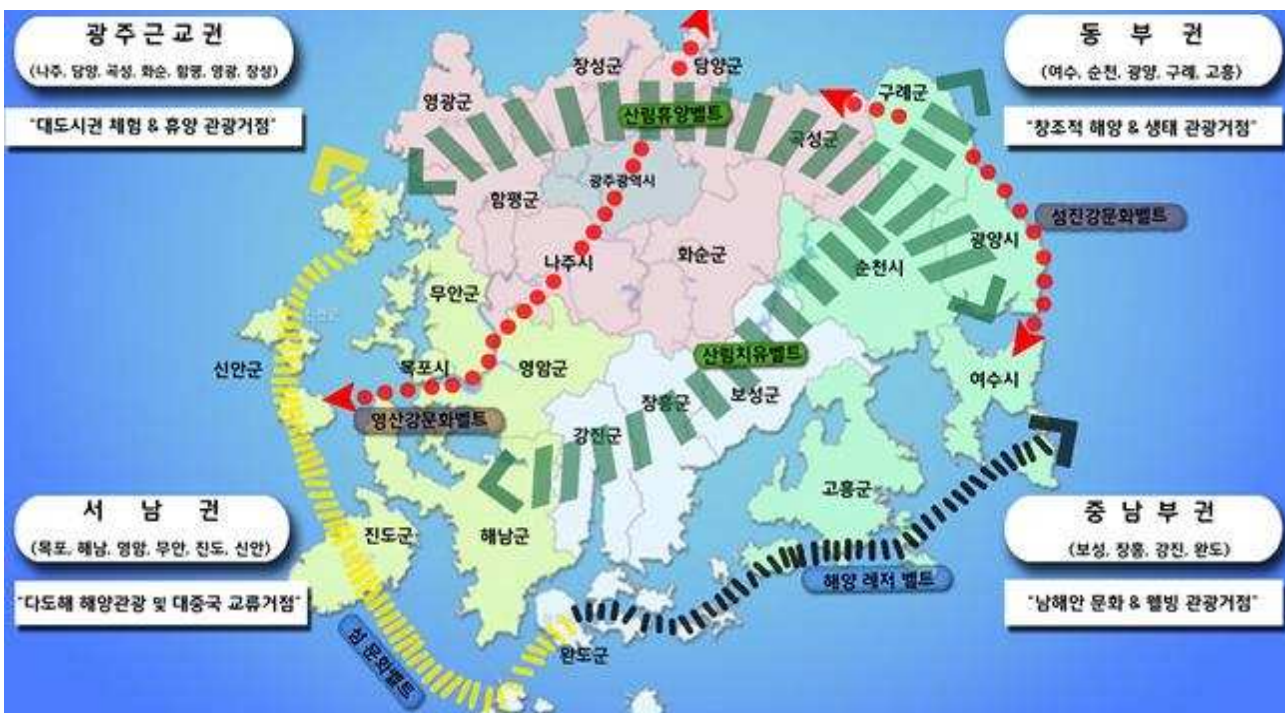 광주근교권
(나주, 담양, 곡성, 화순, 함평, 영광, 장성)
"대도시권 체험 & 휴양 관광거점"
동 부 권
(여수, 순천, 광양, 구례, 고흥)
"창조적 해양 & 생태 관광거점"
장성군
담양군
구례군
영광군
산림휴양벨트
곡성군
광주광역시
함평군
섬진강문화벨트
광양시
화순군
나주시
순천시
무안군
신안군
목포시
영암군
산림치유벨트
여수시
영산강문화벨트
장흥군
보성군
강진군
고흥군
서 남 권
(목포, 해남, 영암, 무안, 진도, 신안)
"다도해 해양관광 및 대중국 교류거점"
진도군
해남군
중 남 부 권
(보성, 장흥, 강진, 완도)
"남해안 문화 & 웰빙 관광거점"
해양 레저 벨트
완도군
섬 문화벨트